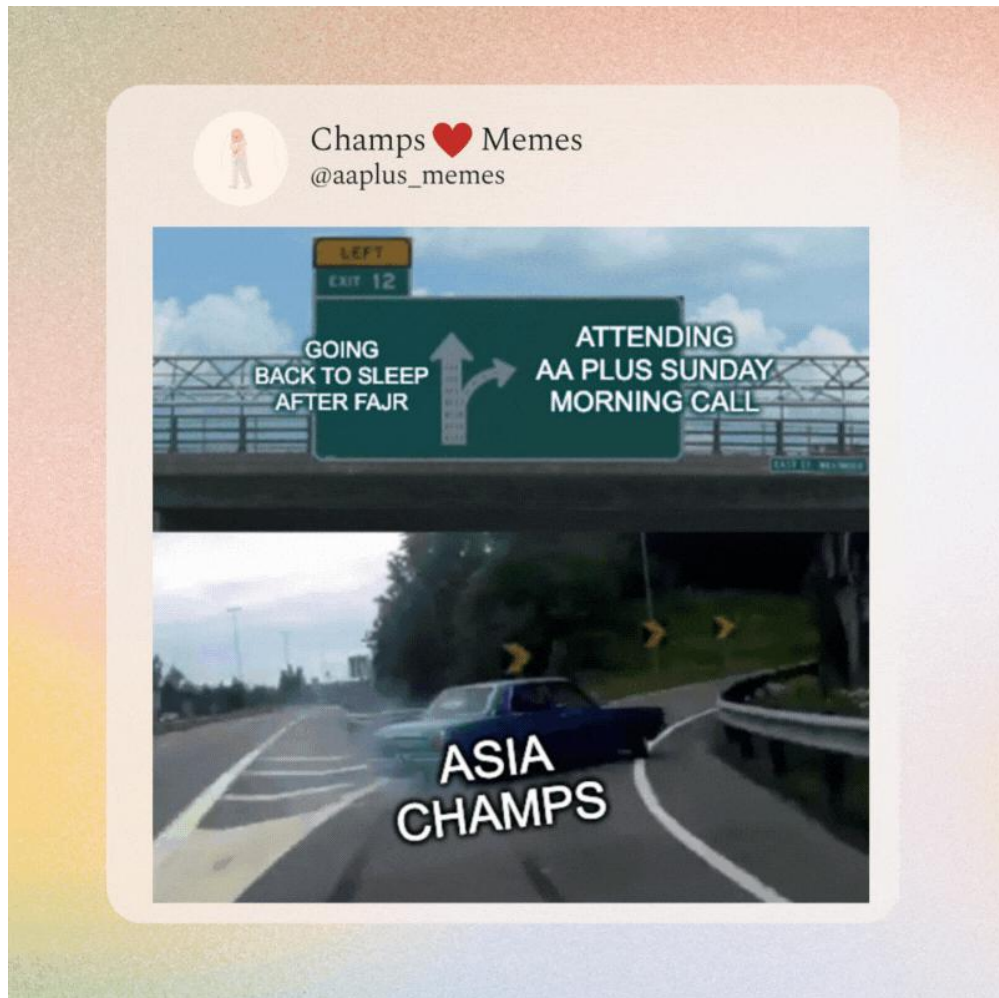 Champs ❤ Memes
@aaplus_memes
LEFT
EXIT 12
GOING
BACK TO SLEEP
AFTER FAJR
ATTENDING
AA PLUS SUNDAY
MORNING CALL
ASIA
CHAMPS